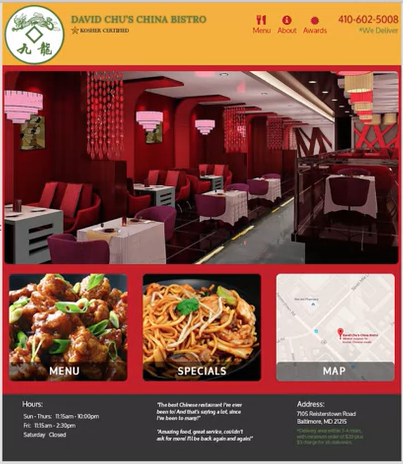 九 龍
DAVID CHU'S CHINA BISTRO
KOSHER CERTIFIED
Menu
About
Awards
410-602-5008
*We Deliver
MENU
SPECIALS
MAP
Hours:
Sun - Thurs: 11:15am - 10:00pm
Fri: 11:15am - 2:30pm
Saturday Closed
"The best Chinese restaurant I've ever
been to! And that's saying a lot, since
I've been to many!"
"Amazing food, great service, couldn't
ask for more! I'll be back again and again!"
Address:
7105 Reisterstown Road
Baltimore, MD 21215